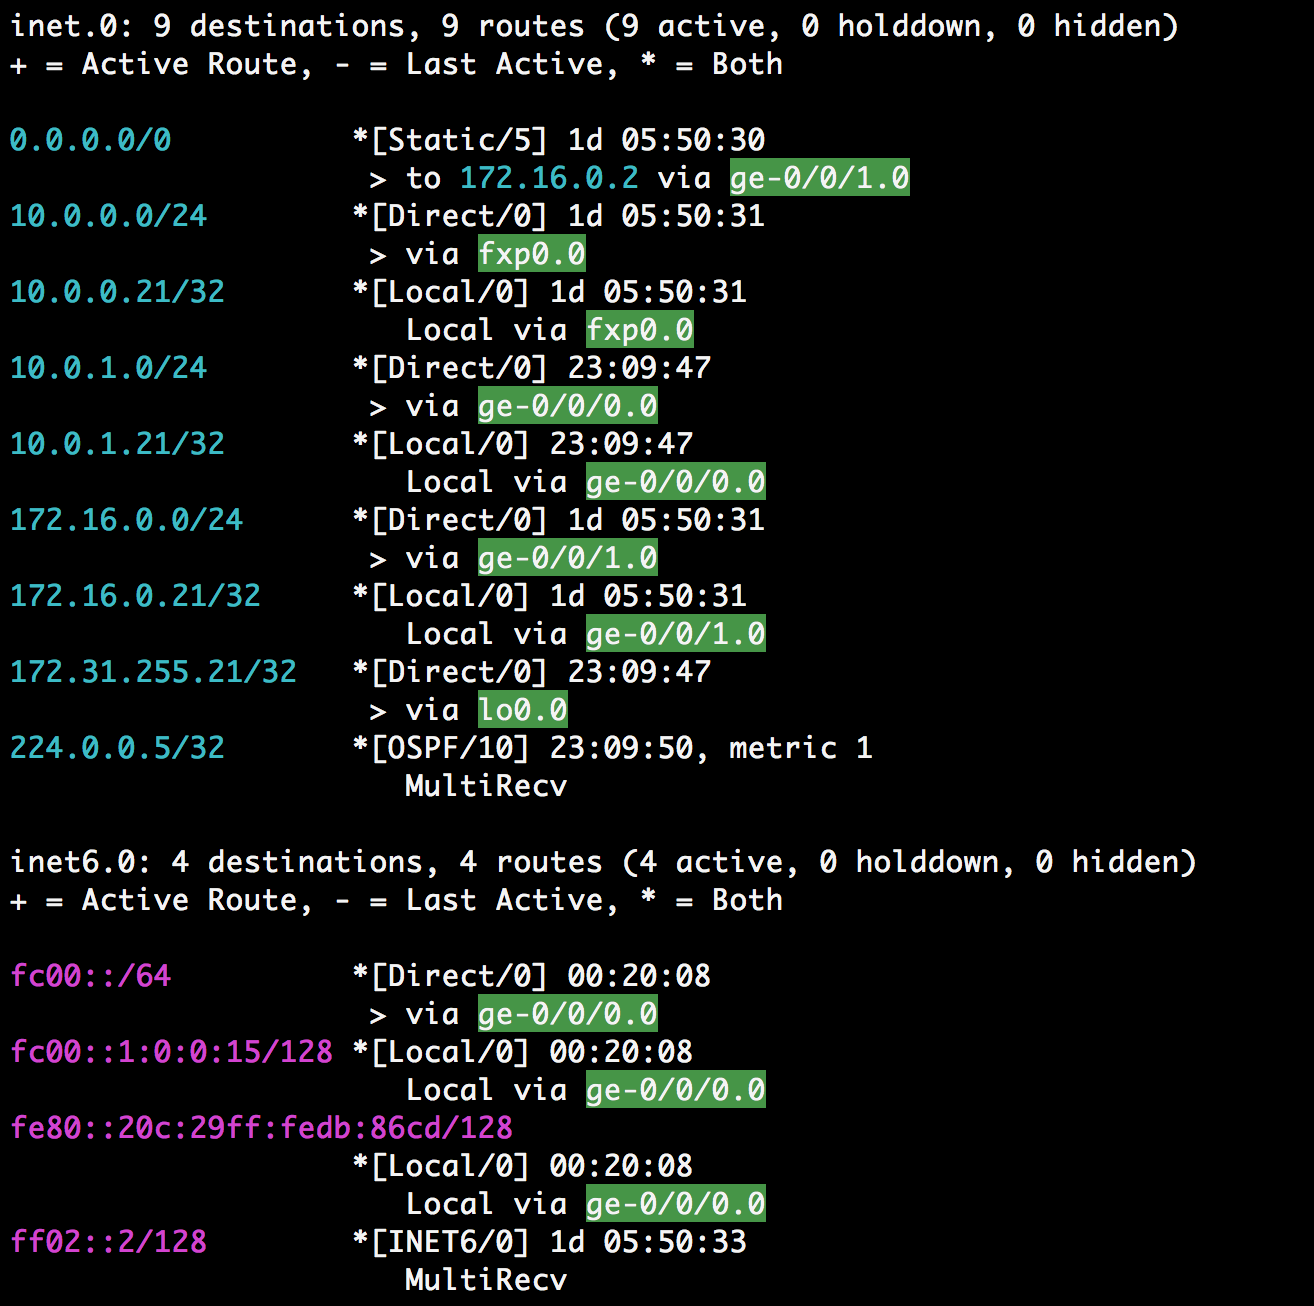 inet.0: 9 destinations, 9 routes (9 active, 0 holddown, 0 hidden)
+ = Active Route, - = Last Active, * = Both
0.0.0.0/0          *[Static/5] 1d 05:50:30
                    > to 172.16.0.2 via ge-0/0/1.0
10.0.0.0/24        *[Direct/0] 1d 05:50:31
                    > via fxp0.0
10.0.0.21/32       *[Local/0] 1d 05:50:31
                      Local via fxp0.0
10.0.1.0/24        *[Direct/0] 23:09:47
                    > via ge-0/0/0.0
10.0.1.21/32       *[Local/0] 23:09:47
                      Local via ge-0/0/0.0
172.16.0.0/24      *[Direct/0] 1d 05:50:31
                    > via ge-0/0/1.0
172.16.0.21/32     *[Local/0] 1d 05:50:31
                      Local via ge-0/0/1.0
172.31.255.21/32   *[Direct/0] 23:09:47
                    > via lo0.0
224.0.0.5/32       *[OSPF/10] 23:09:50, metric 1
                      MultiRecv
inet6.0: 4 destinations, 4 routes (4 active, 0 holddown, 0 hidden)
+ = Active Route, - = Last Active, * = Both
fc00::/64          *[Direct/0] 00:20:08
                    > via ge-0/0/0.0
fc00::1:0:0:15/128 *[Local/0] 00:20:08
                      Local via ge-0/0/0.0
fe80::20c:29ff:fedb:86cd/128
                   *[Local/0] 00:20:08
                      Local via ge-0/0/0.0
ff02::2/128        *[INET6/0] 1d 05:50:33
                      MultiRecv